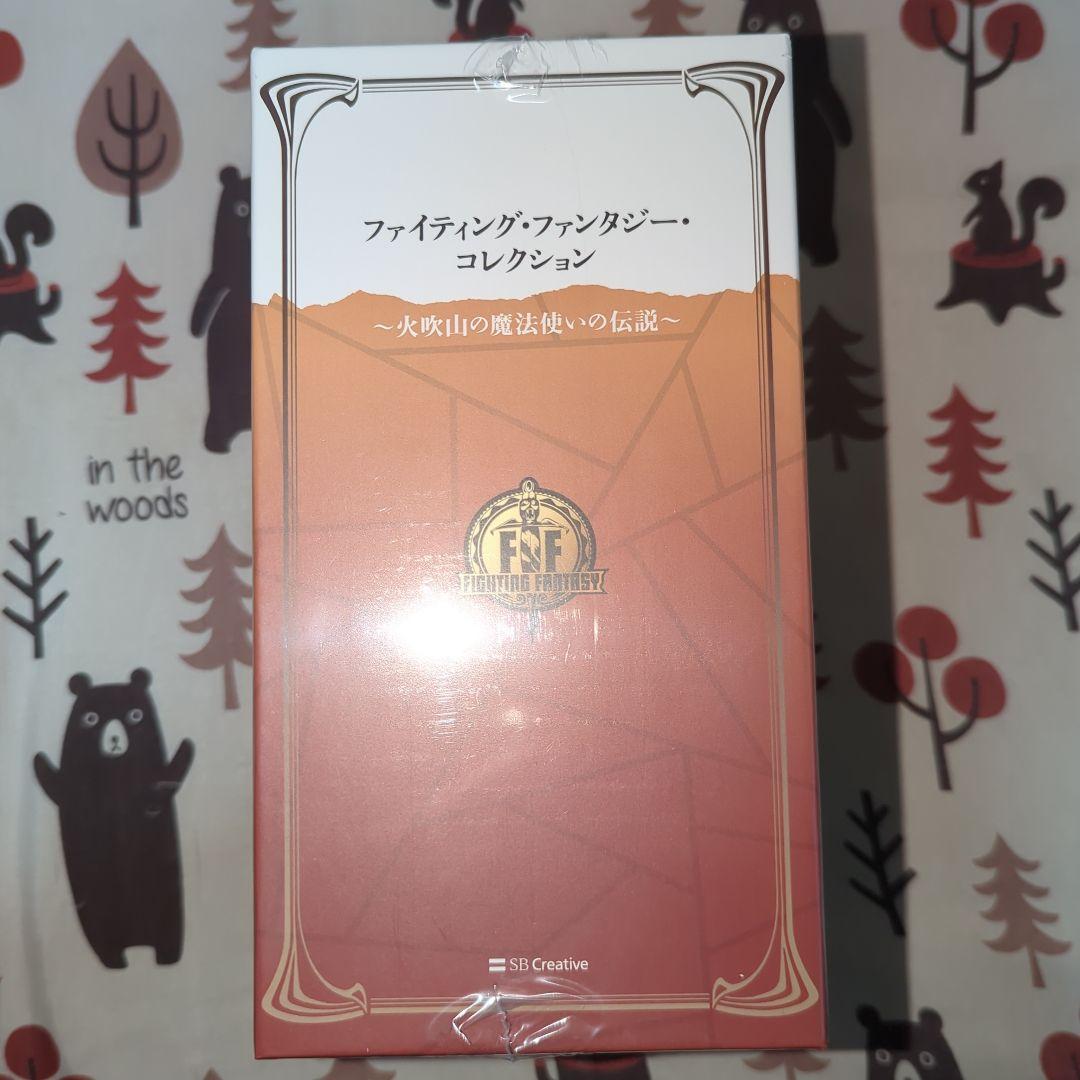 ファイティング・ファンタジー・
コレクション
～火吹山の魔法使いの伝説～
in the
woods
FF
FIGHTING FANTASY
SB Creative